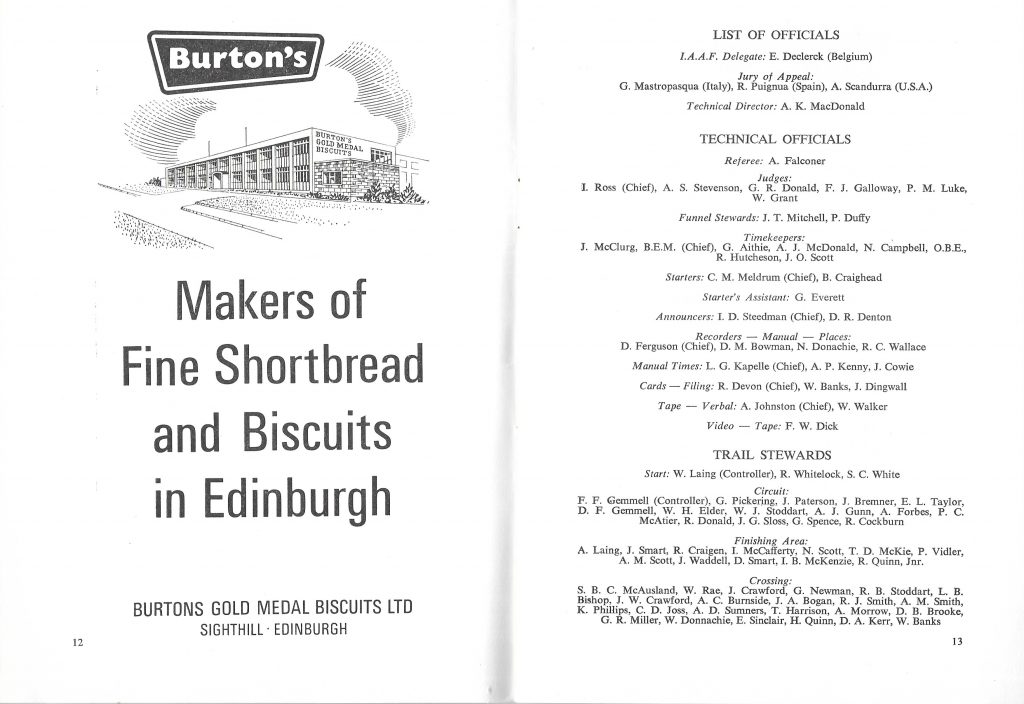 Burton's
BURTON'S
GOLD MEDAL
BISCUITS
Makers of
Fine Shortbread
and Biscuits
in Edinburgh
BURTONS GOLD MEDAL BISCUITS LTD
SIGHTHILL · EDINBURGH
12
LIST OF OFFICIALS
I.A.A.F. Delegate: E. Declerck (Belgium)
Jury of Appeal:
G. Mastropasqua (Italy), R. Puignua (Spain), A. Scandurra (U.S.A.)
Technical Director: A. K. MacDonald
TECHNICAL OFFICIALS
Referee: A. Falconer
Judges:
I. Ross (Chief), A. S. Stevenson, G. R. Donald, F. J. Galloway, P. M. Luke,
W. Grant
Funnel Stewards: J. T. Mitchell, P. Duffy
Timekeepers:
J. McClurg, B.E.M. (Chief), G. Aithie, A. J. McDonald, N. Campbell, O.B.E.,
R. Hutcheson, J. O. Scott
Starters: C. M. Meldrum (Chief), B. Craighead
Starter's Assistant: G. Everett
Announcers: I. D. Steedman (Chief), D. R. Denton
Recorders — Manual — Places:
D. Ferguson (Chief), D. M. Bowman, N. Donachie, R. C. Wallace
Manual Times: L. G. Kapelle (Chief), A. P. Kenny, J. Cowie
Cards — Filing: R. Devon (Chief), W. Banks, J. Dingwall
Tape — Verbal: A. Johnston (Chief), W. Walker
Video — Tape: F. W. Dick
TRAIL STEWARDS
Start: W. Laing (Controller), R. Whitelock, S. C. White
Circuit:
F. F. Gemmell (Controller), G. Pickering, J. Paterson, J. Bremner, E. L. Taylor,
D. F. Gemmell, W. H. Elder, W. J. Stoddart, A. J. Gunn, A. Forbes, P. C.
McAtier, R. Donald, J. G. Sloss, G. Spence, R. Cockburn
Finishing Area:
A. Laing, J. Smart, R. Craigen, I. McCafferty, N. Scott, T. D. McKie, P. Vidler,
A. M. Scott, J. Waddell, D. Smart, I. B. McKenzie, R. Quinn, Jnr.
Crossing:
S. B. C. McAusland, W. Rae, J. Crawford, G. Newman, R. B. Stoddart, L. B.
Bishop, J. W. Crawford, A. C. Burnside, J. A. Bogan, R. J. Smith, A. M. Smith,
K. Phillips, C. D. Joss, A. D. Sumners, T. Harrison, A. Morrow, D. B. Brooke,
G. R. Miller, W. Donnachie, E. Sinclair, H. Quinn, D. A. Kerr, W. Banks
13